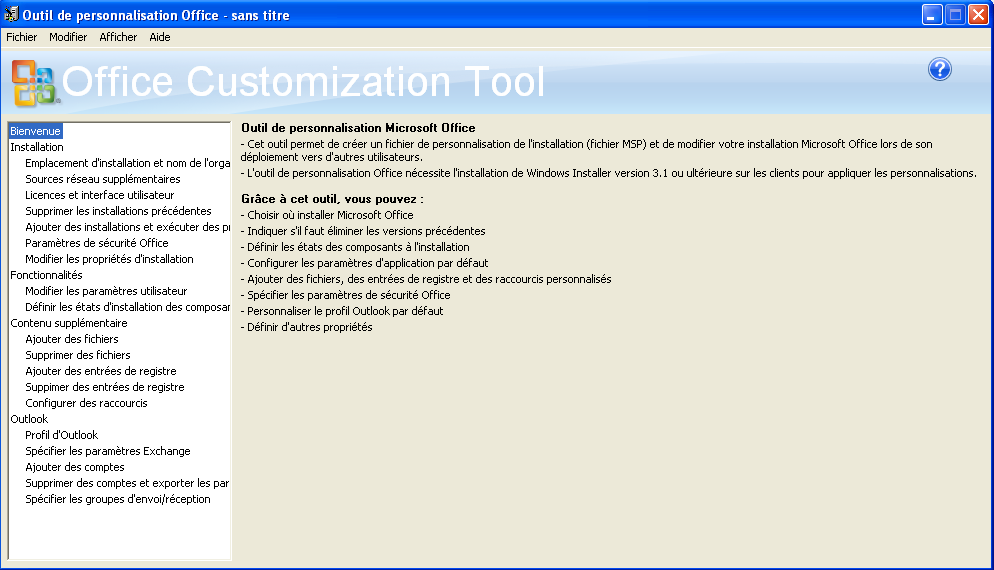 Outil de personnalisation Office - sans titre
Fichier Modifier Afficher Aide
Office Customization Tool
Bienvenue
Installation
Emplacement d'installation et nom de l'orga
Sources réseau supplémentaires
Licences et interface utilisateur
Supprimer les installations précédentes
Ajouter des installations et exécuter des pr
Paramètres de sécurité Office
Modifier les propriétés d'installation
Fonctionnalités
Modifier les paramètres utilisateur
Définir les états d'installation des composan
Contenu supplémentaire
Ajouter des fichiers
Supprimer des fichiers
Ajouter des entrées de registre
Suppimer des entrées de registre
Configurer des raccourcis
Outlook
Profil d'Outlook
Spécifier les paramètres Exchange
Ajouter des comptes
Supprimer des comptes et exporter les par
Spécifier les groupes d'envoi/réception
Outil de personnalisation Microsoft Office
- Cet outil permet de créer un fichier de personnalisation de l'installation (fichier MSP) et de modifier votre installation Microsoft Office lors de son
déploiement vers d'autres utilisateurs.
- L'outil de personnalisation Office nécessite l'installation de Windows Installer version 3.1 ou ultérieure sur les clients pour appliquer les personnalisations.
Grâce à cet outil, vous pouvez :
- Choisir où installer Microsoft Office
- Indiquer s'il faut éliminer les versions précédentes
- Définir les états des composants à l'installation
- Configurer les paramètres d'application par défaut
- Ajouter des fichiers, des entrées de registre et des raccourcis personnalisés
- Spécifier les paramètres de sécurité Office
- Personnaliser le profil Outlook par défaut
- Définir d'autres propriétés